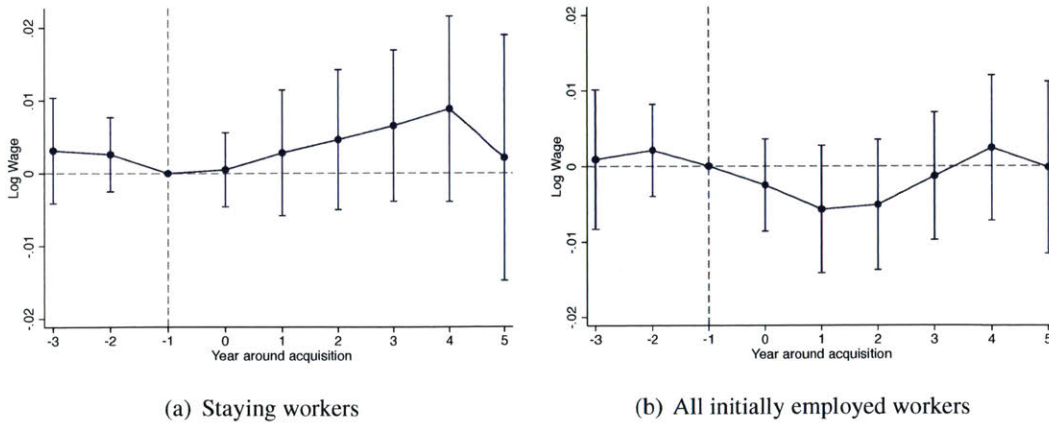 .02
.01
0
-.01
-.02
Log Wage
-3 -2 -1 0 1 2 3 4 5
Year around acquisition
(a) Staying workers
.02
.01
0
-.01
-.02
Log Wage
-3 -2 -1 0 1 2 3 4 5
Year around acquisition
(b) All initially employed workers